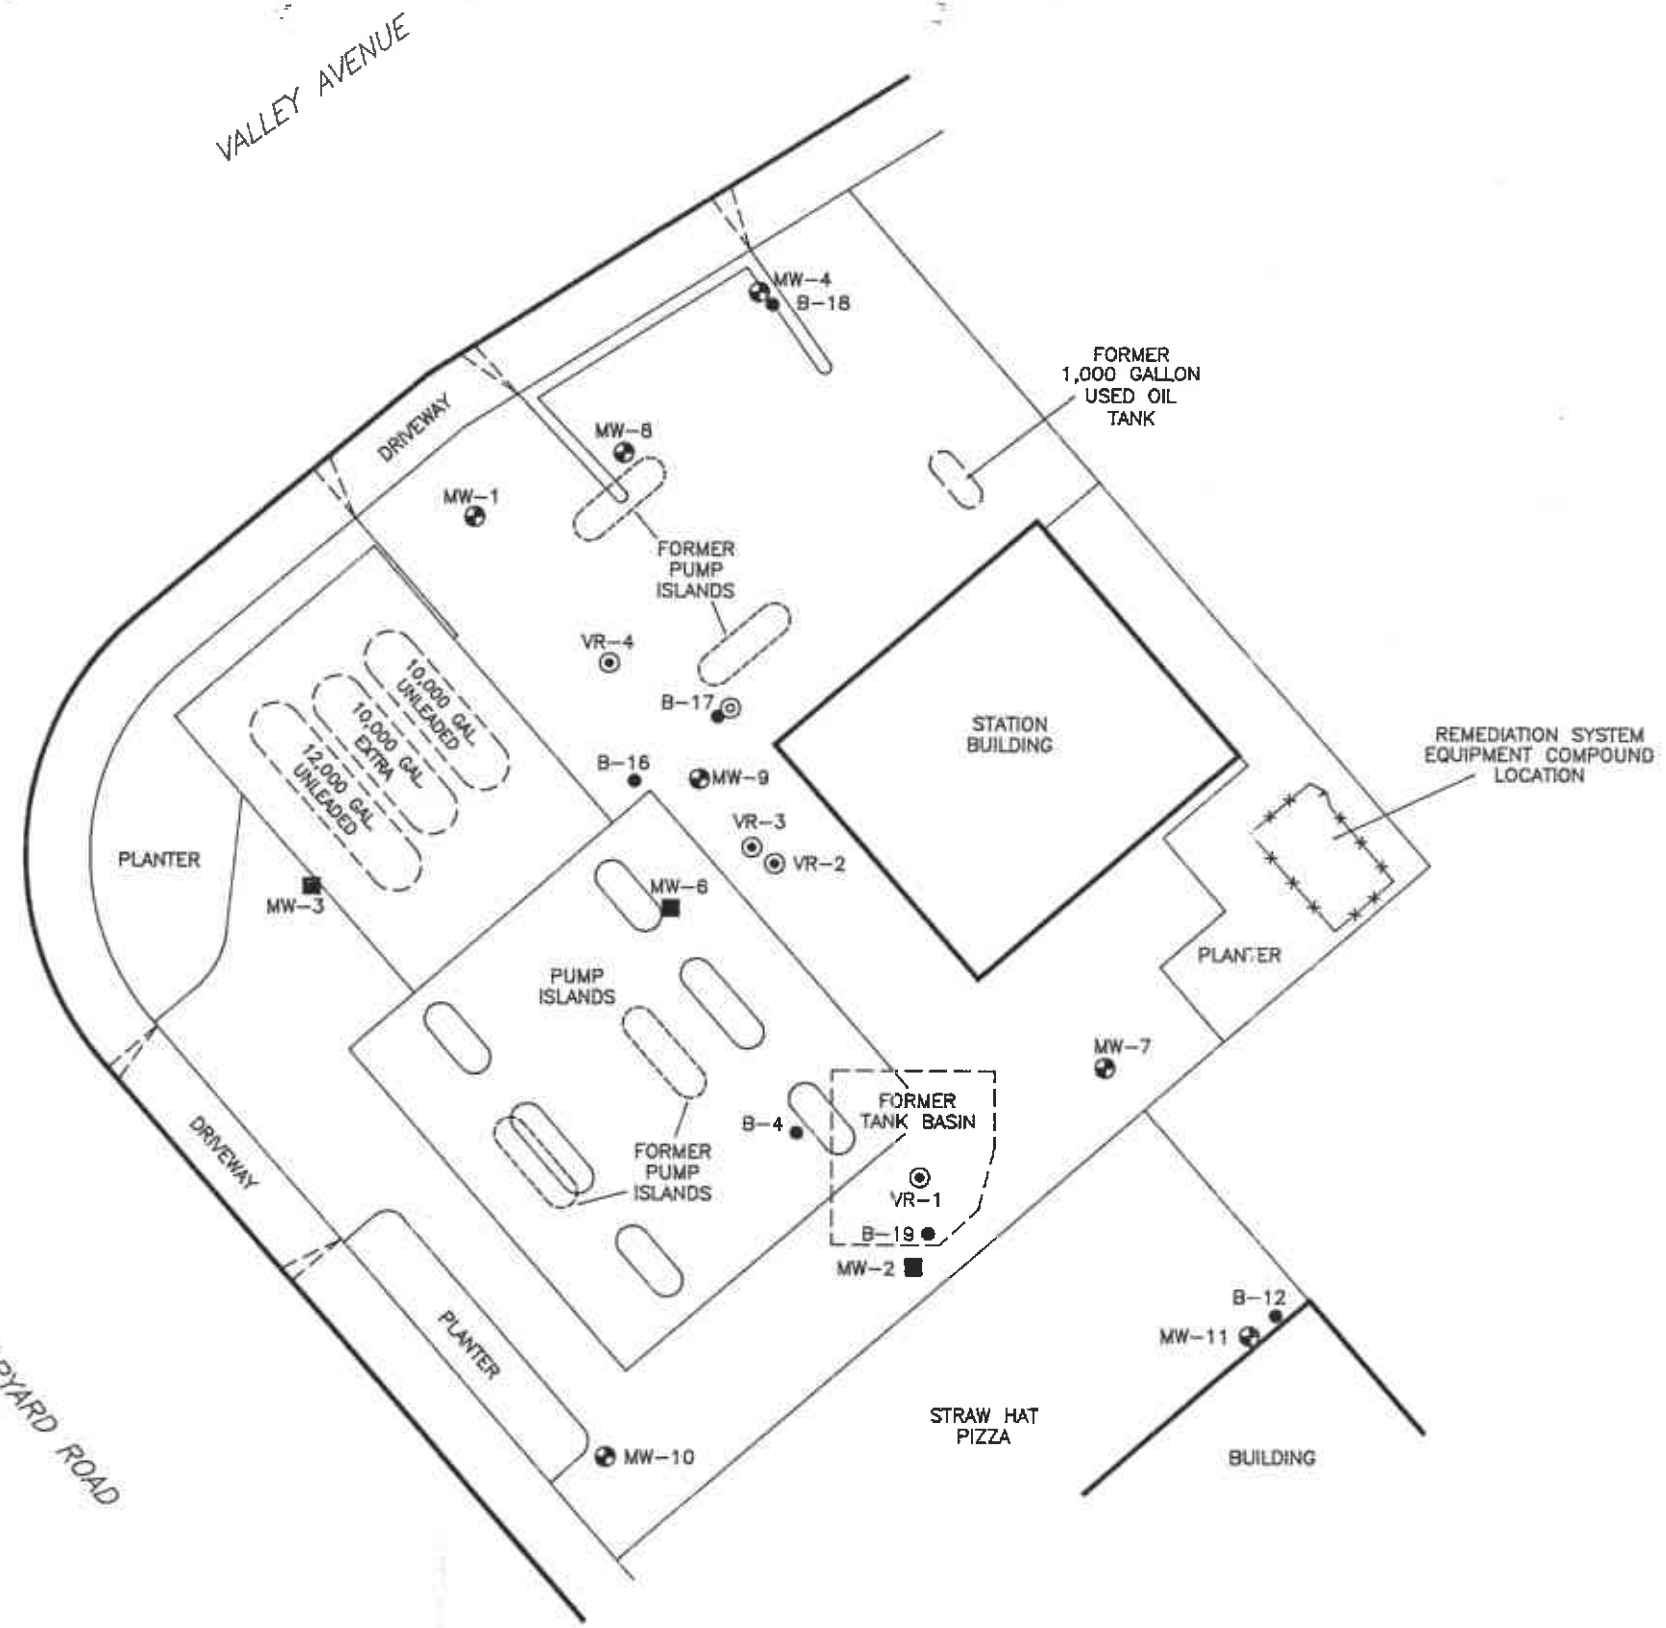 VALLEY AVENUE
MW-4
B-18
FORMER
1,000 GALLON
USED OIL
TANK
DRIVEWAY
MW-8
MW-1
FORMER
PUMP
ISLANDS
VR-4
10,000 GAL.
UNLEADED
10,000 GAL.
EXTRA
12,000 GAL.
UNLEADED
B-17
STATION
BUILDING
REMEDIATION SYSTEM
EQUIPMENT COMPOUND
LOCATION
B-16
MW-9
VR-3
VR-2
PLANTER
MW-6
MW-3
PLANTER
PUMP
ISLANDS
MW-7
FORMER
TANK BASIN
B-4
DRIVEWAY
FORMER
PUMP
ISLANDS
VR-1
B-19
MW-2
B-12
MW-11
PLANTER
STRAW HAT
PIZZA
MW-10
BUILDING
ROAD